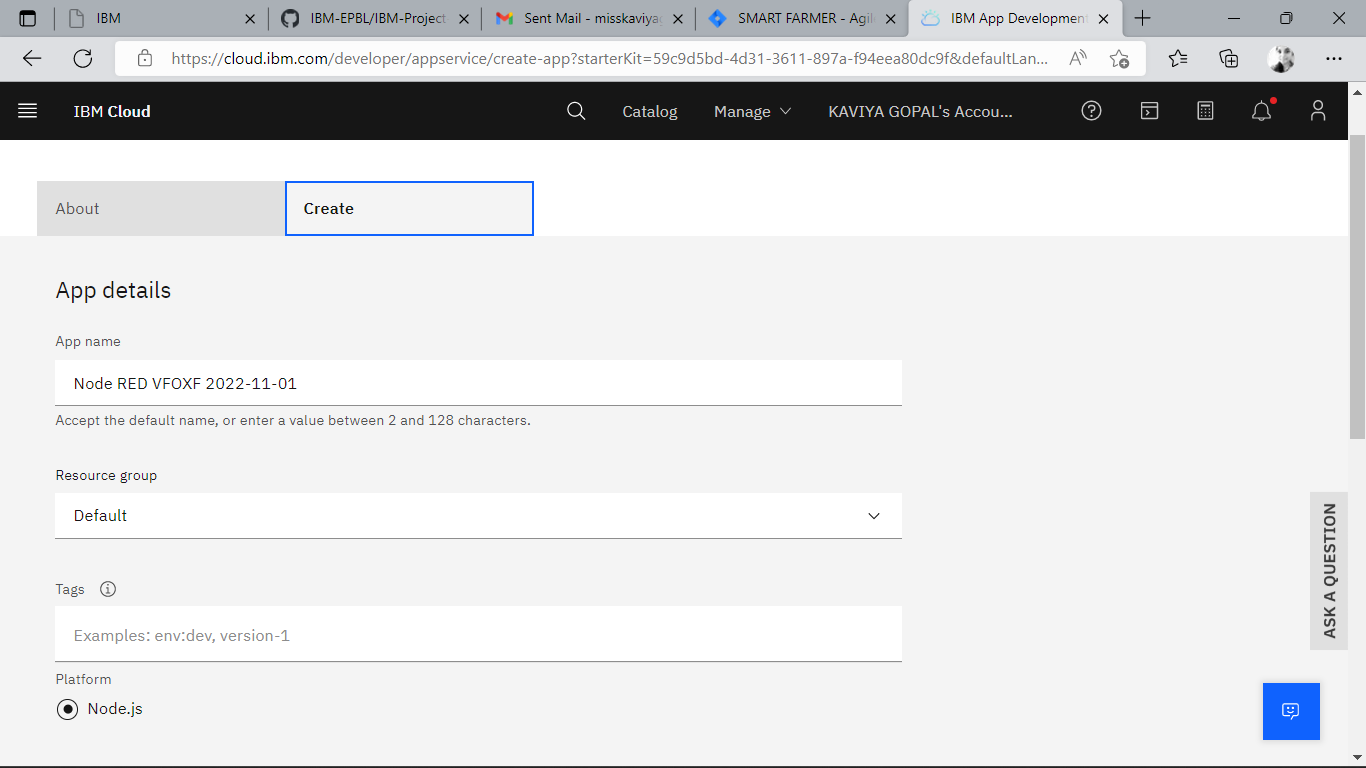 IBM
IBM-EPBL/IBM-Project
Sent Mail - misskaviya
SMART FARMER - Agil
IBM App Development
https://cloud.ibm.com/developer/appservice/create-app?starterKit=59c9d5bd-4d31-3611-897a-f94eea80dc9f&defaultLan...
IBM Cloud
Catalog
Manage
KAVIYA GOPAL's Accou...
About
Create
App details
App name
Node RED VFOXF 2022-11-01
Accept the default name, or enter a value between 2 and 128 characters.
Resource group
Default
Tags
Examples: env:dev, version-1
Platform
Node.js
ASK A QUESTION